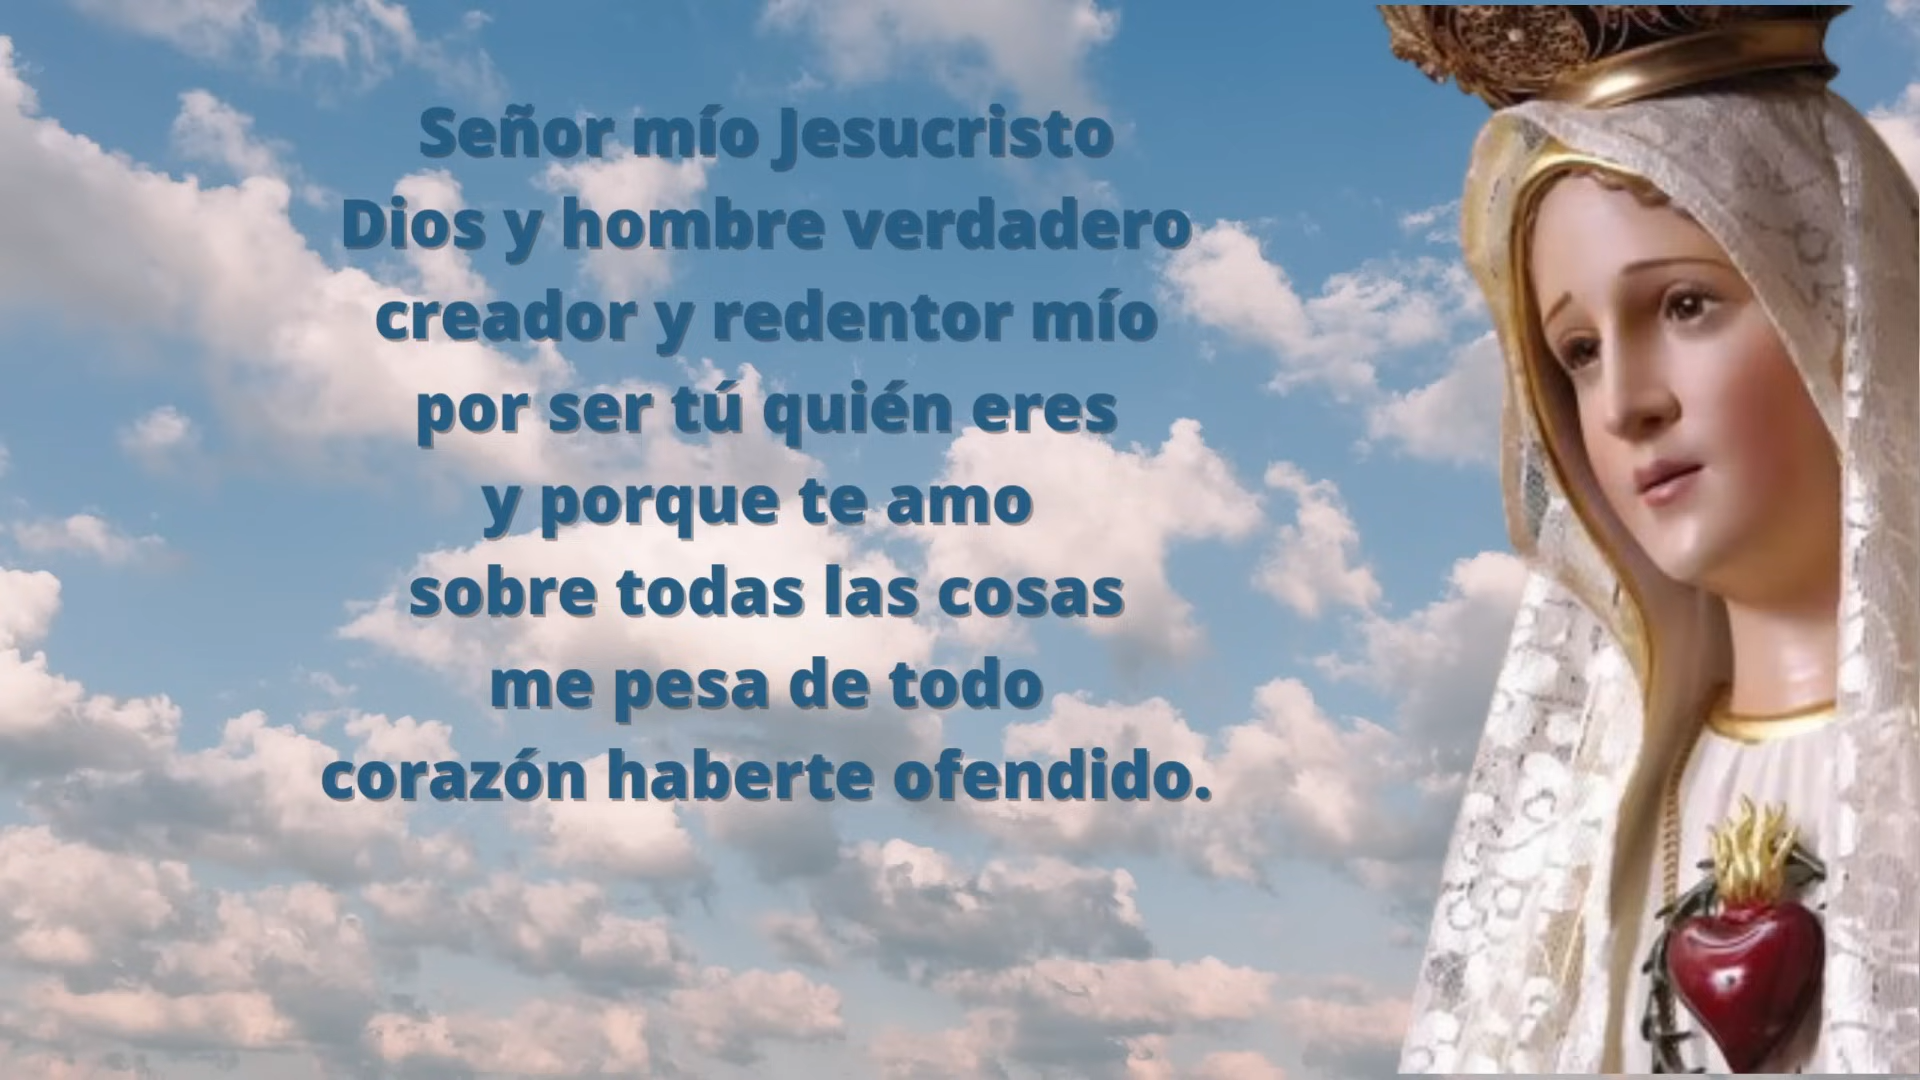 Señor mío Jesucristo
Dios y hombre verdadero
creador y redentor mío
por ser tú quién eres
y porque te amo
sobre todas las cosas
me pesa de todo
corazón haberte ofendido.